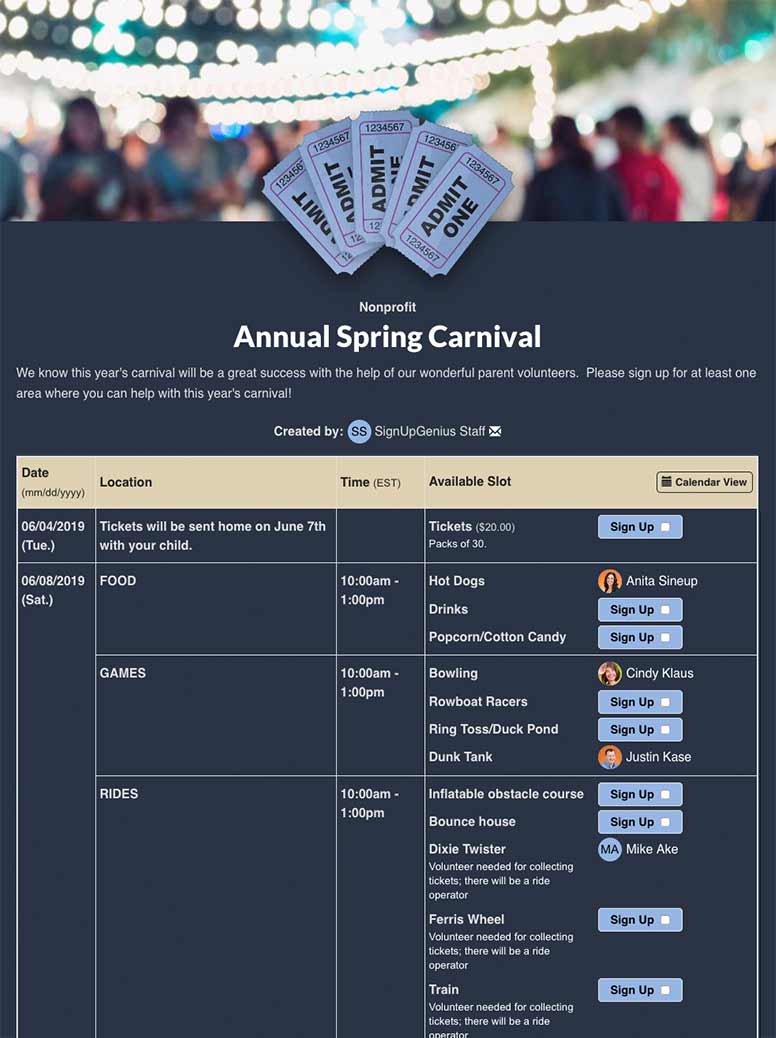 1234567
1234567
1234567
123456
123456
ADMIT
ADMIT
ADMIT
ADMIT
ADMIT
ONE
1234567
Nonprofit
Annual Spring Carnival
We know this year's carnival will be a great success with the help of our wonderful parent volunteers.  Please sign up for at least one
area where you can help with this year's carnival!
Created by: SS SignUpGenius Staff
Date
(mm/dd/yyyy)
Location
Time (EST)
Available Slot
Calendar View
06/04/2019
(Tue.)
Tickets will be sent home on June 7th
with your child.
Tickets ($20.00)
Packs of 30.
Sign Up
06/08/2019
(Sat.)
FOOD
10:00am -
1:00pm
Hot Dogs
Anita Sineup
Drinks
Sign Up
Popcorn/Cotton Candy
Sign Up
GAMES
10:00am -
1:00pm
Bowling
Cindy Klaus
Rowboat Racers
Sign Up
Ring Toss/Duck Pond
Sign Up
Dunk Tank
Justin Kase
RIDES
10:00am -
1:00pm
Inflatable obstacle course
Sign Up
Bounce house
Sign Up
Dixie Twister
MA Mike Ake
Volunteer needed for collecting
tickets; there will be a ride
operator
Ferris Wheel
Sign Up
Volunteer needed for collecting
tickets; there will be a ride
operator
Train
Sign Up
Volunteer needed for collecting
tickets; there will be a ride
operator